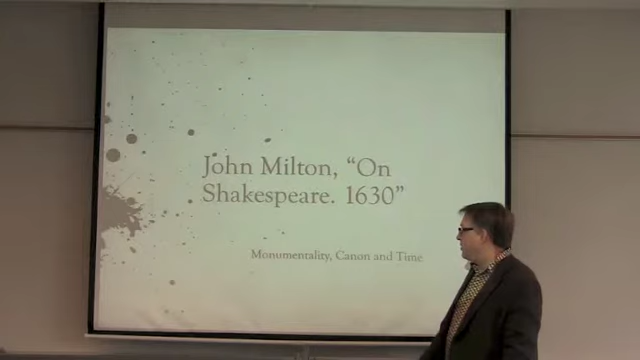 John Milton, “On
Shakespeare. 1630”
Monumentality, Canon and Time